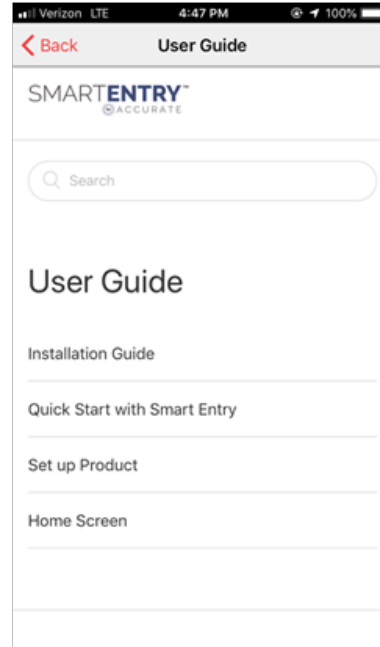 Verizon LTE 4:47 PM 100%
Back User Guide
SMARTENTRY™
ACCURATE
Search
User Guide
Installation Guide
Quick Start with Smart Entry
Set up Product
Home Screen